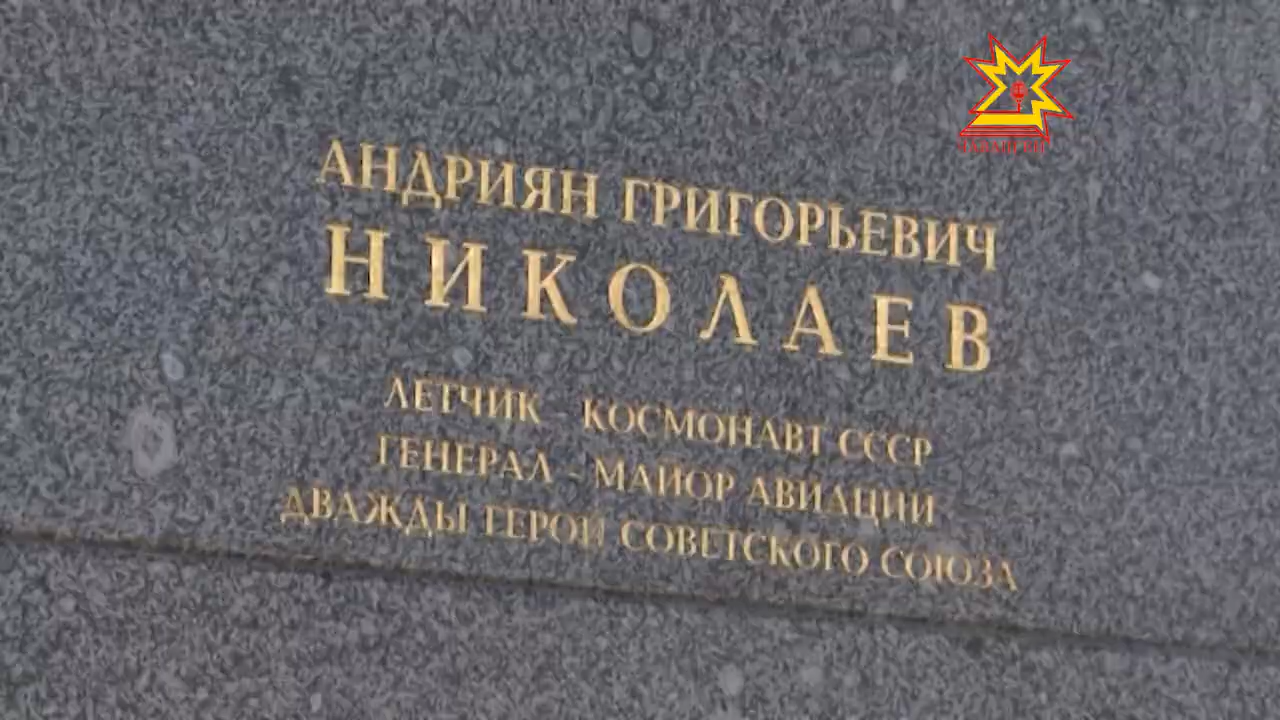 АНДРИЯН ГРИГОРЬЕВИЧ
НИКОЛАЕВ
ЛЕТЧИК - КОСМОНАВТ СССР
ГЕНЕРАЛ - МАЙОР АВИАЦИИ
ДВАЖДЫ ГЕРОЙ СОВЕТСКОГО СОЮЗА